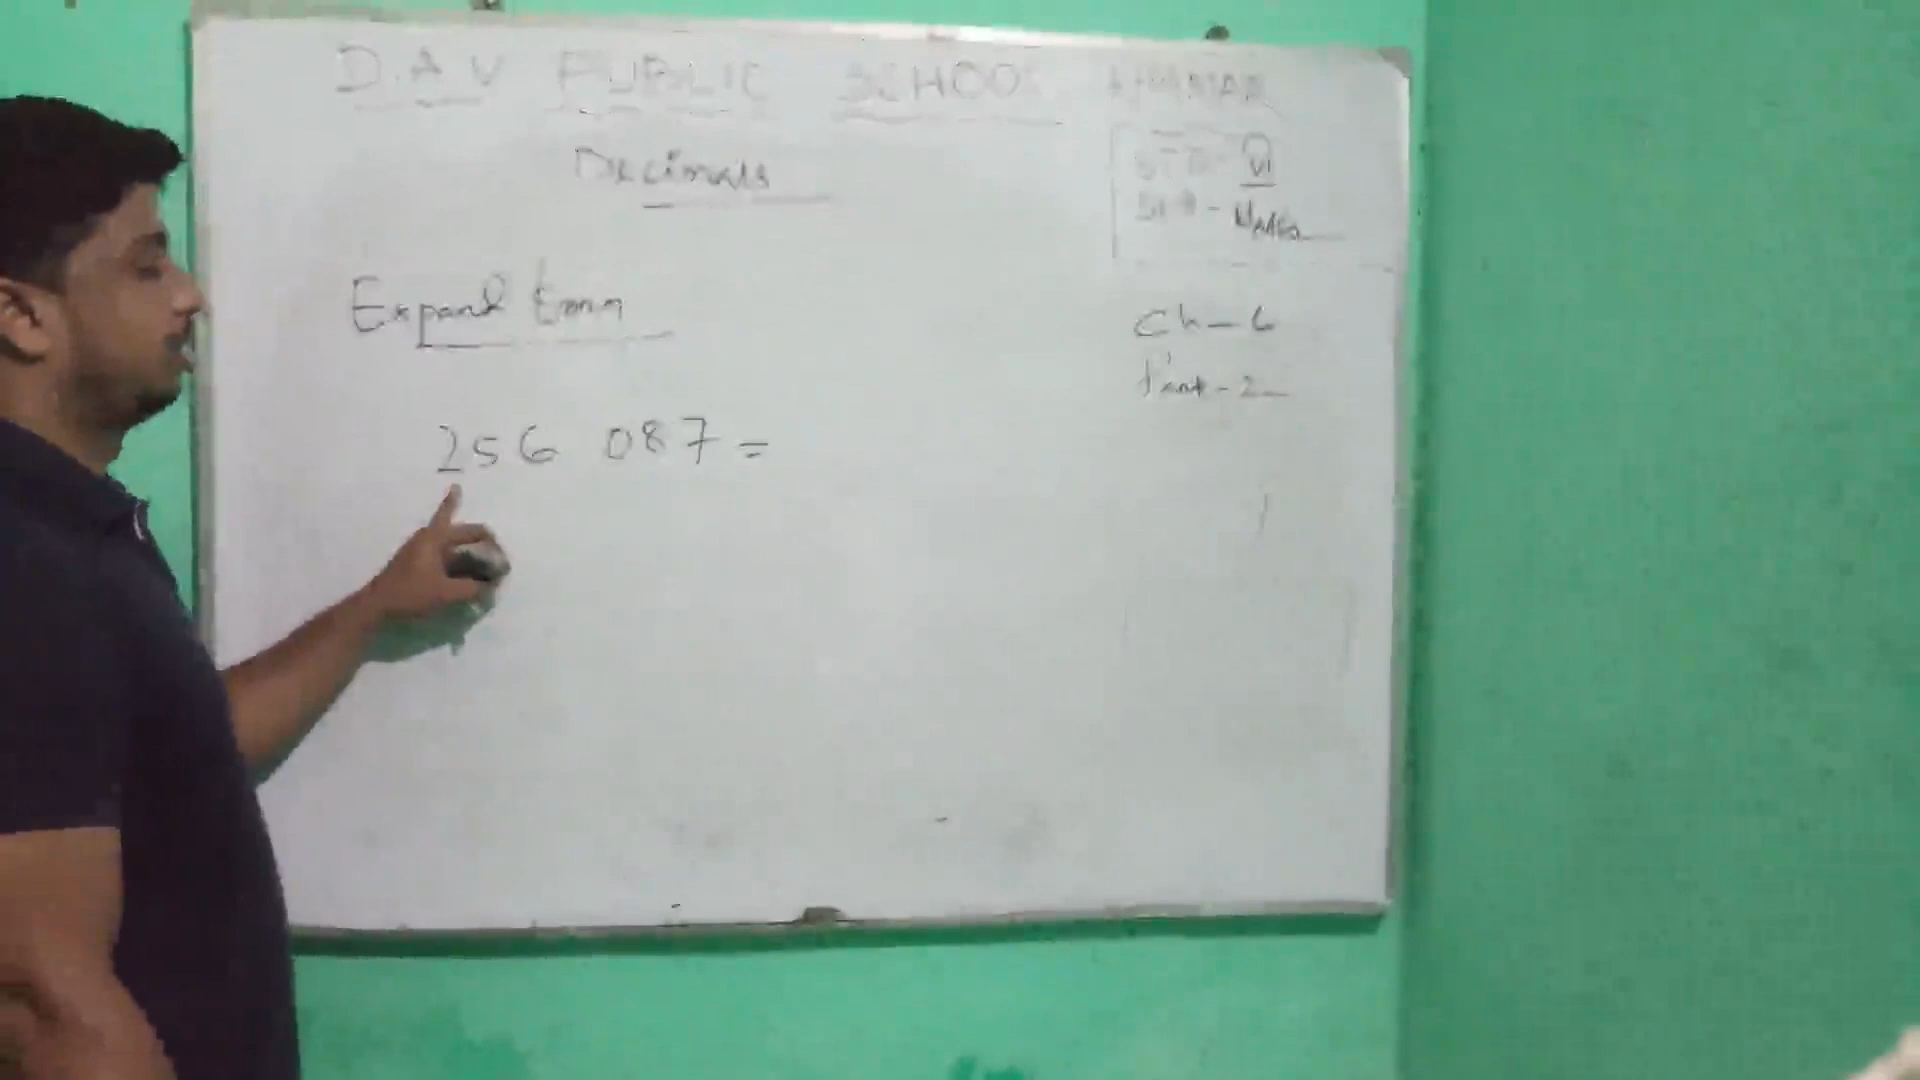 D.A.V PUBLIC SCHOOL
Decimals
STD - VI
SUB - Maths
Expand Form
Ch - 6
Part - 2
256 087 =